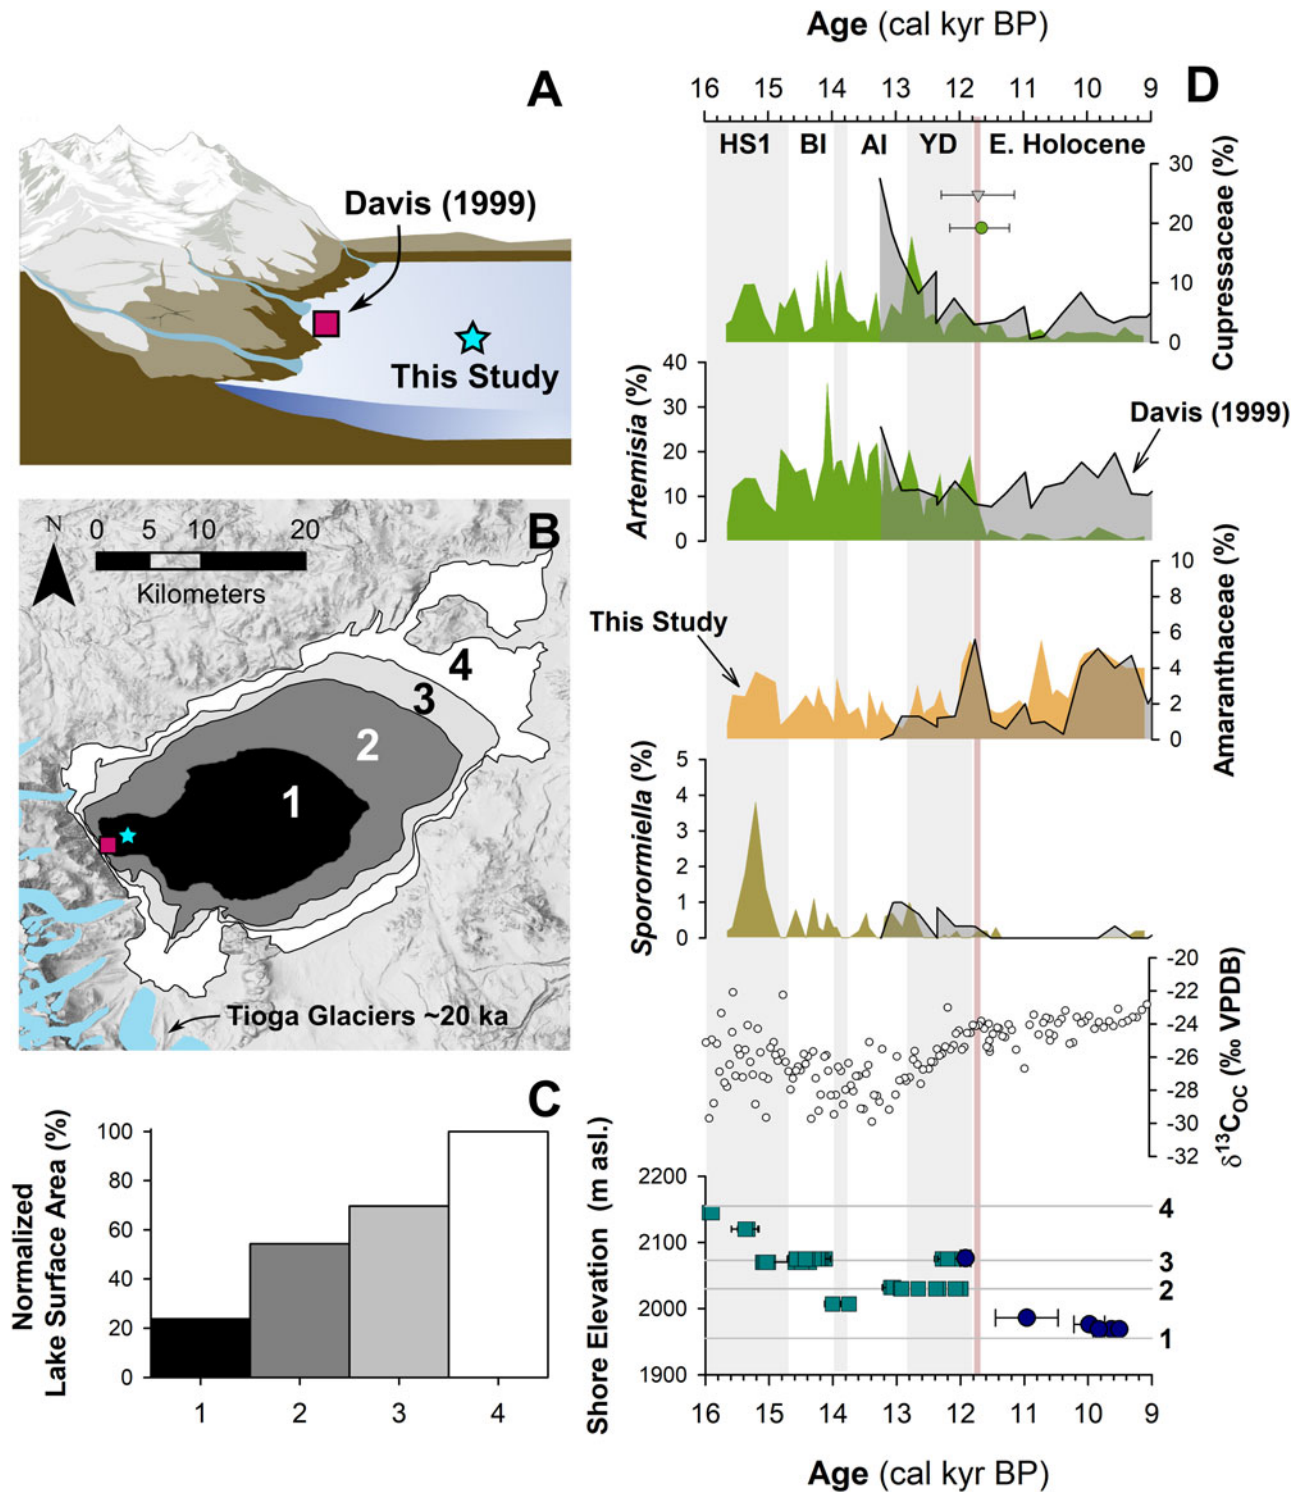 A
Davis (1999)
This Study
B
N
0 5 10 20
Kilometers
4
3
2
1
Tioga Glaciers ~20 ka
C
Normalized
Lake Surface Area (%)
100
80
60
40
20
0
1 2 3 4
D
Age (cal kyr BP)
16 15 14 13 12 11 10 9
HS1 BI AI YD E. Holocene
30
20
10
0
Cupressaceae (%)
Artemisia (%)
40
30
20
10
0
Davis (1999)
This Study
10
8
6
4
2
0
Amaranthaceae (%)
Sporormiella (%)
5
4
3
2
1
0
-20
-22
-24
-26
-28
-30
-32
δ¹³C_OC (‰ VPDB)
Shore Elevation (m asl.)
2200
2100
2000
1900
4
3
2
1
16 15 14 13 12 11 10 9
Age (cal kyr BP)